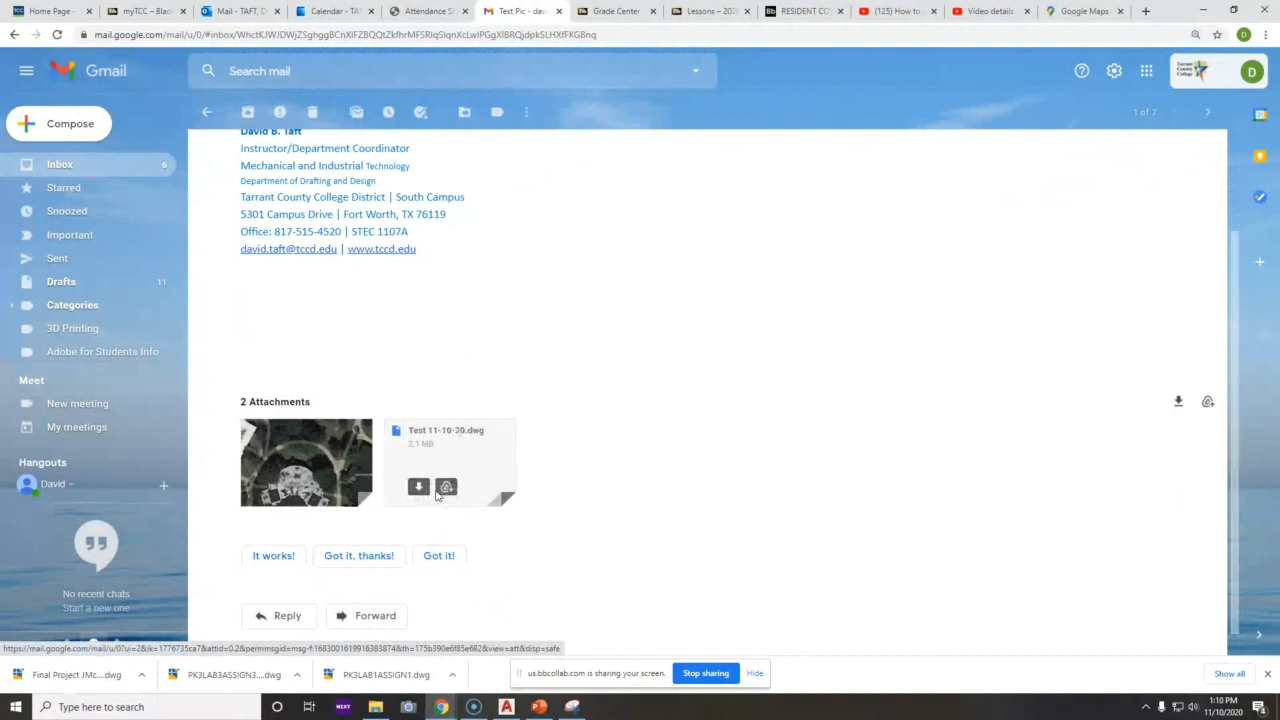 Home - TCC
myTCC - Blac
Mail - TAFT, D
Calendar - TA
Attendance S
Test Pic - dav
Grade Center
Lessons – 202
RESIDENT CO
(125) How to
Video details
Google Maps
mail.google.com/mail/u/0/#inbox/
D
Gmail
Search mail
Tarrant County College
D
Compose
1 of 7
David B. Taft
Inbox 6
Instructor/Department Coordinator
Mechanical and Industrial Technology
Starred
Department of Drafting and Design
Tarrant County College District | South Campus
Snoozed
5301 Campus Drive | Fort Worth, TX 76119
Important
Office: 817-515-4520 | STEC 1107A
david.taft@tccd.edu | www.tccd.edu
Sent
Drafts 11
Categories
3D Printing
Adobe for Students Info
Meet
New meeting
My meetings
2 Attachments
Test 11-10-20.dwg
2.1 MB
Hangouts
David
No recent chats
Start a new one
It works!
Got it, thanks!
Got it!
Reply
Forward
Final Project JMc....dwg
PK3LAB3ASSIGN3....dwg
PK3LAB1ASSIGN1.dwg
us.bbcollab.com is sharing your screen.
Stop sharing
Hide
Show all
Type here to search
NEXT
1:10 PM
11/10/2020
4